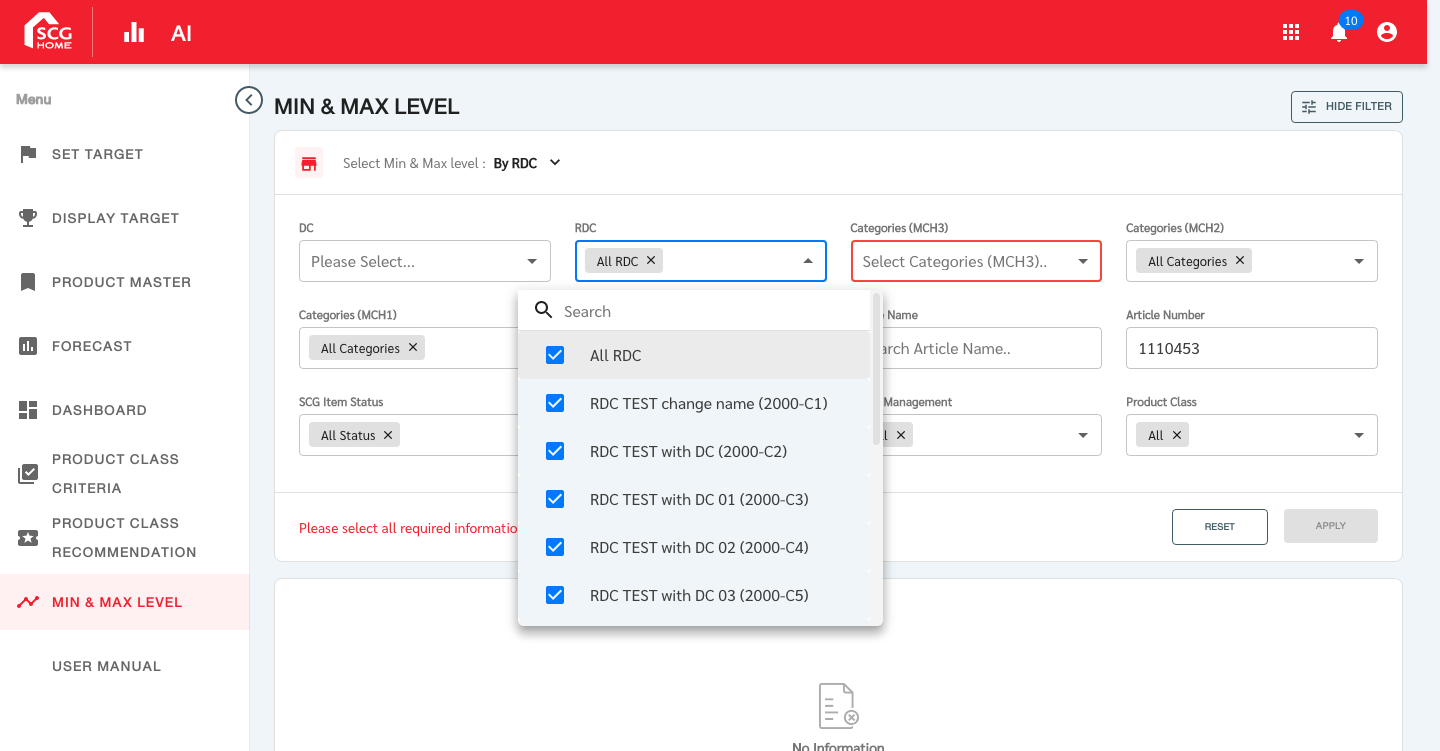 SCG
HOME
AI
10
Menu
MIN & MAX LEVEL
HIDE FILTER
SET TARGET
DISPLAY TARGET
PRODUCT MASTER
FORECAST
DASHBOARD
PRODUCT CLASS
CRITERIA
PRODUCT CLASS
RECOMMENDATION
MIN & MAX LEVEL
USER MANUAL
Select Min & Max level : By RDC
DC
RDC
Categories (MCH3)
Categories (MCH2)
Please Select...
All RDC
Select Categories (MCH3)..
All Categories
Categories (MCH1)
Name
Article Number
All Categories
arch Article Name..
1110453
SCG Item Status
Management
Product Class
All Status
All
Search
All RDC
RDC TEST change name (2000-C1)
RDC TEST with DC (2000-C2)
RDC TEST with DC 01 (2000-C3)
RDC TEST with DC 02 (2000-C4)
RDC TEST with DC 03 (2000-C5)
Please select all required informatio
RESET
APPLY
No Information